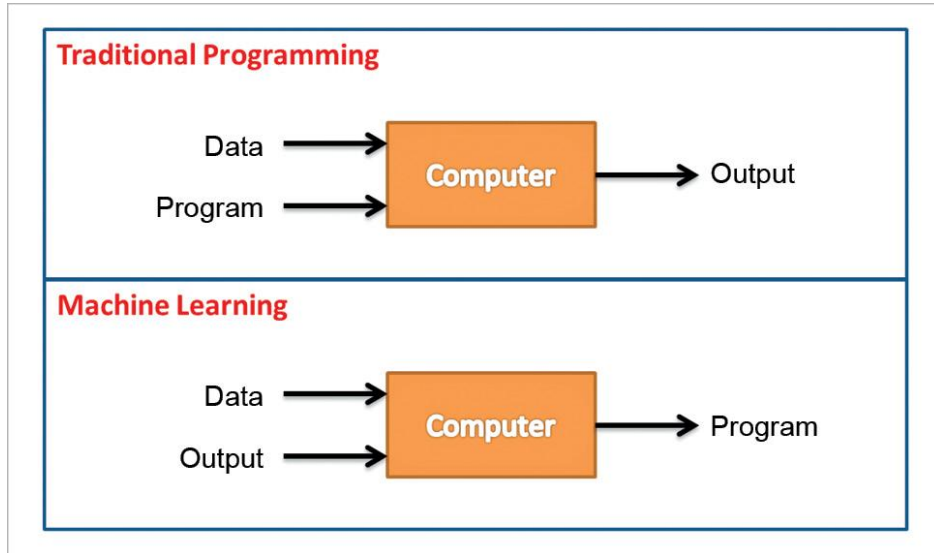 Traditional Programming
Data
Program
Computer
Output
Machine Learning
Data
Output
Computer
Program